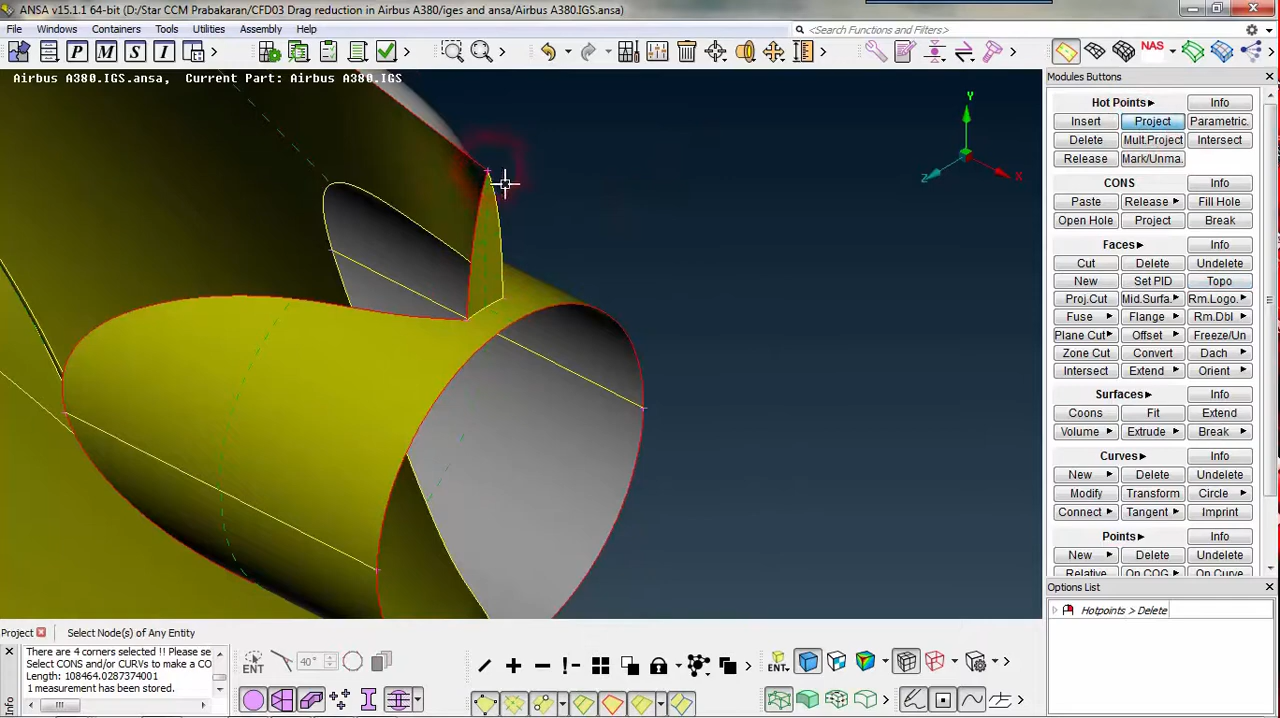 ANSA v15.1.1 64-bit (D:/Star CCM Prabakaran/CFD03 Drag reduction in Airbus A380/iges and ansa/Airbus A380.IGS.ansa)
File Windows Containers Tools Utilities Assembly Help
<Search Functions and Filters>
P M S I
NAS
Airbus A380.IGS.ansa, Current Part: Airbus A380.IGS
Modules Buttons
Hot Points Info
Insert Project Parametric.
Delete Mult.Project Intersect
Release Mark/Unma.
CONS Info
Paste Release Fill Hole
Open Hole Project Break
Faces Info
Cut Delete Undelete
New Set PID Topo
Proj.Cut Mid.Surfa. Rm.Logo.
Fuse Flange Rm.Dbl
Plane Cut Offset Freeze/Un
Zone Cut Convert Dach
Intersect Extend Orient
Surfaces Info
Coons Fit Extend
Volume Extrude Break
Curves Info
New Delete Undelete
Modify Transform Circle
Connect Tangent Imprint
Points Info
New Delete Undelete
Relative On COG On Curve
Y
Z
X
Options List
Hotpoints > Delete
Project Select Node(s) of Any Entity
There are 4 corners selected !! Please se
Select CONS and/or CURVs to make a CO
Length: 108464.0287374001
1 measurement has been stored.
Info
ENT 40° ENT